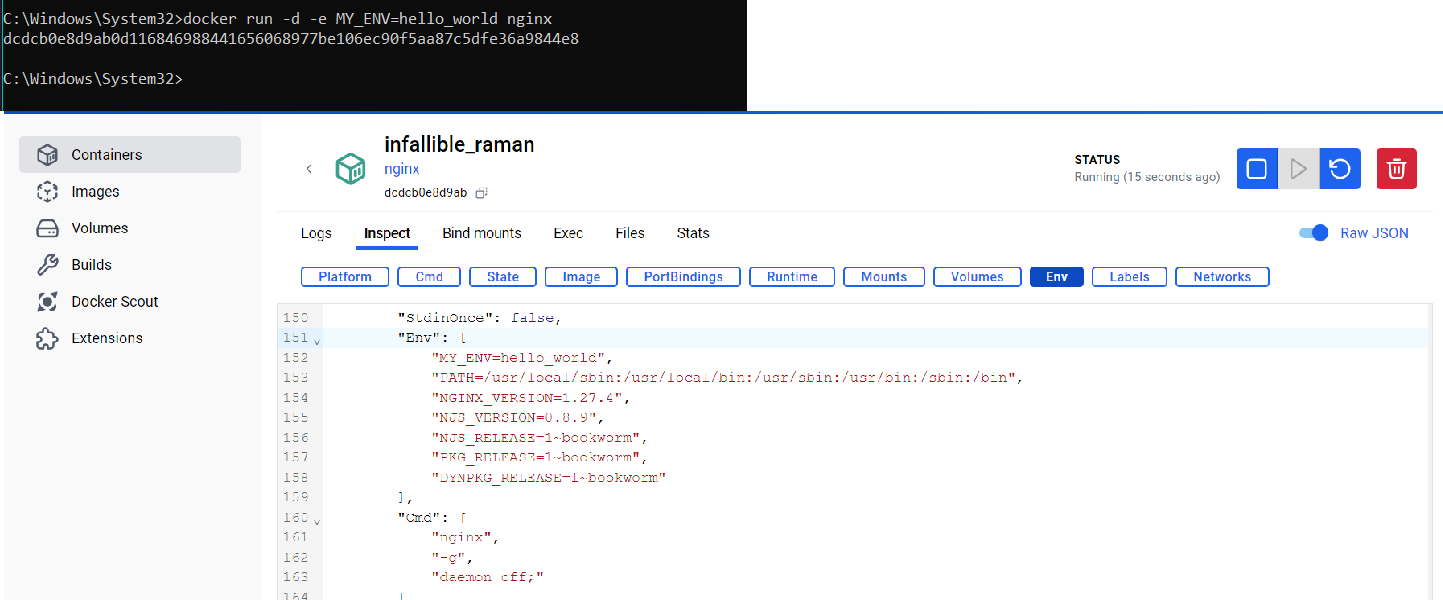 C:\Windows\System32>docker run -d -e MY_ENV=hello_world nginx
dcdcb0e8d9ab0d116846988441656068977be106ec90f5aa87c5dfe36a9844e8
C:\Windows\System32>
Containers
Images
Volumes
Builds
Docker Scout
Extensions
infallible_raman
nginx
dcdcb0e8d9ab
STATUS
Running (15 seconds ago)
Logs Inspect Bind mounts Exec Files Stats
Raw JSON
Platform Cmd State Image PortBindings Runtime Mounts Volumes Env Labels Networks
150 "StdinOnce": false,
151 "Env": [
152 "MY_ENV=hello_world",
153 "PATH=/usr/local/sbin:/usr/local/bin:/usr/sbin:/usr/bin:/sbin:/bin",
154 "NGINX_VERSION=1.27.4",
155 "NJS_VERSION=0.8.9",
156 "NJS_RELEASE=1~bookworm",
157 "PKG_RELEASE=1~bookworm",
158 "DYNPKG_RELEASE=1~bookworm"
159 ],
160 "Cmd": [
161 "nginx",
162 "-g",
163 "daemon off;"
164 ]